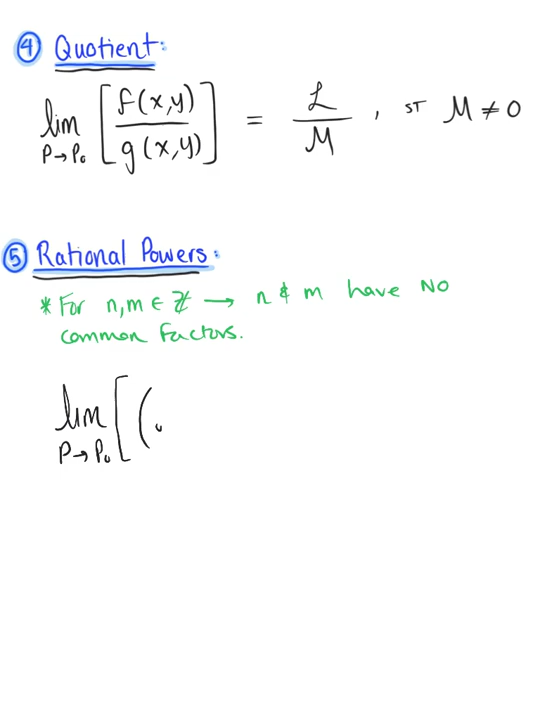 ④ Quotient:
lim P→P₀ [f(x,y) / g(x,y)] = L / M , ST M ≠ 0
⑤ Rational Powers:
* For n,m ∈ ℤ → n & m have NO
common factors.
lim P→P₀ [(